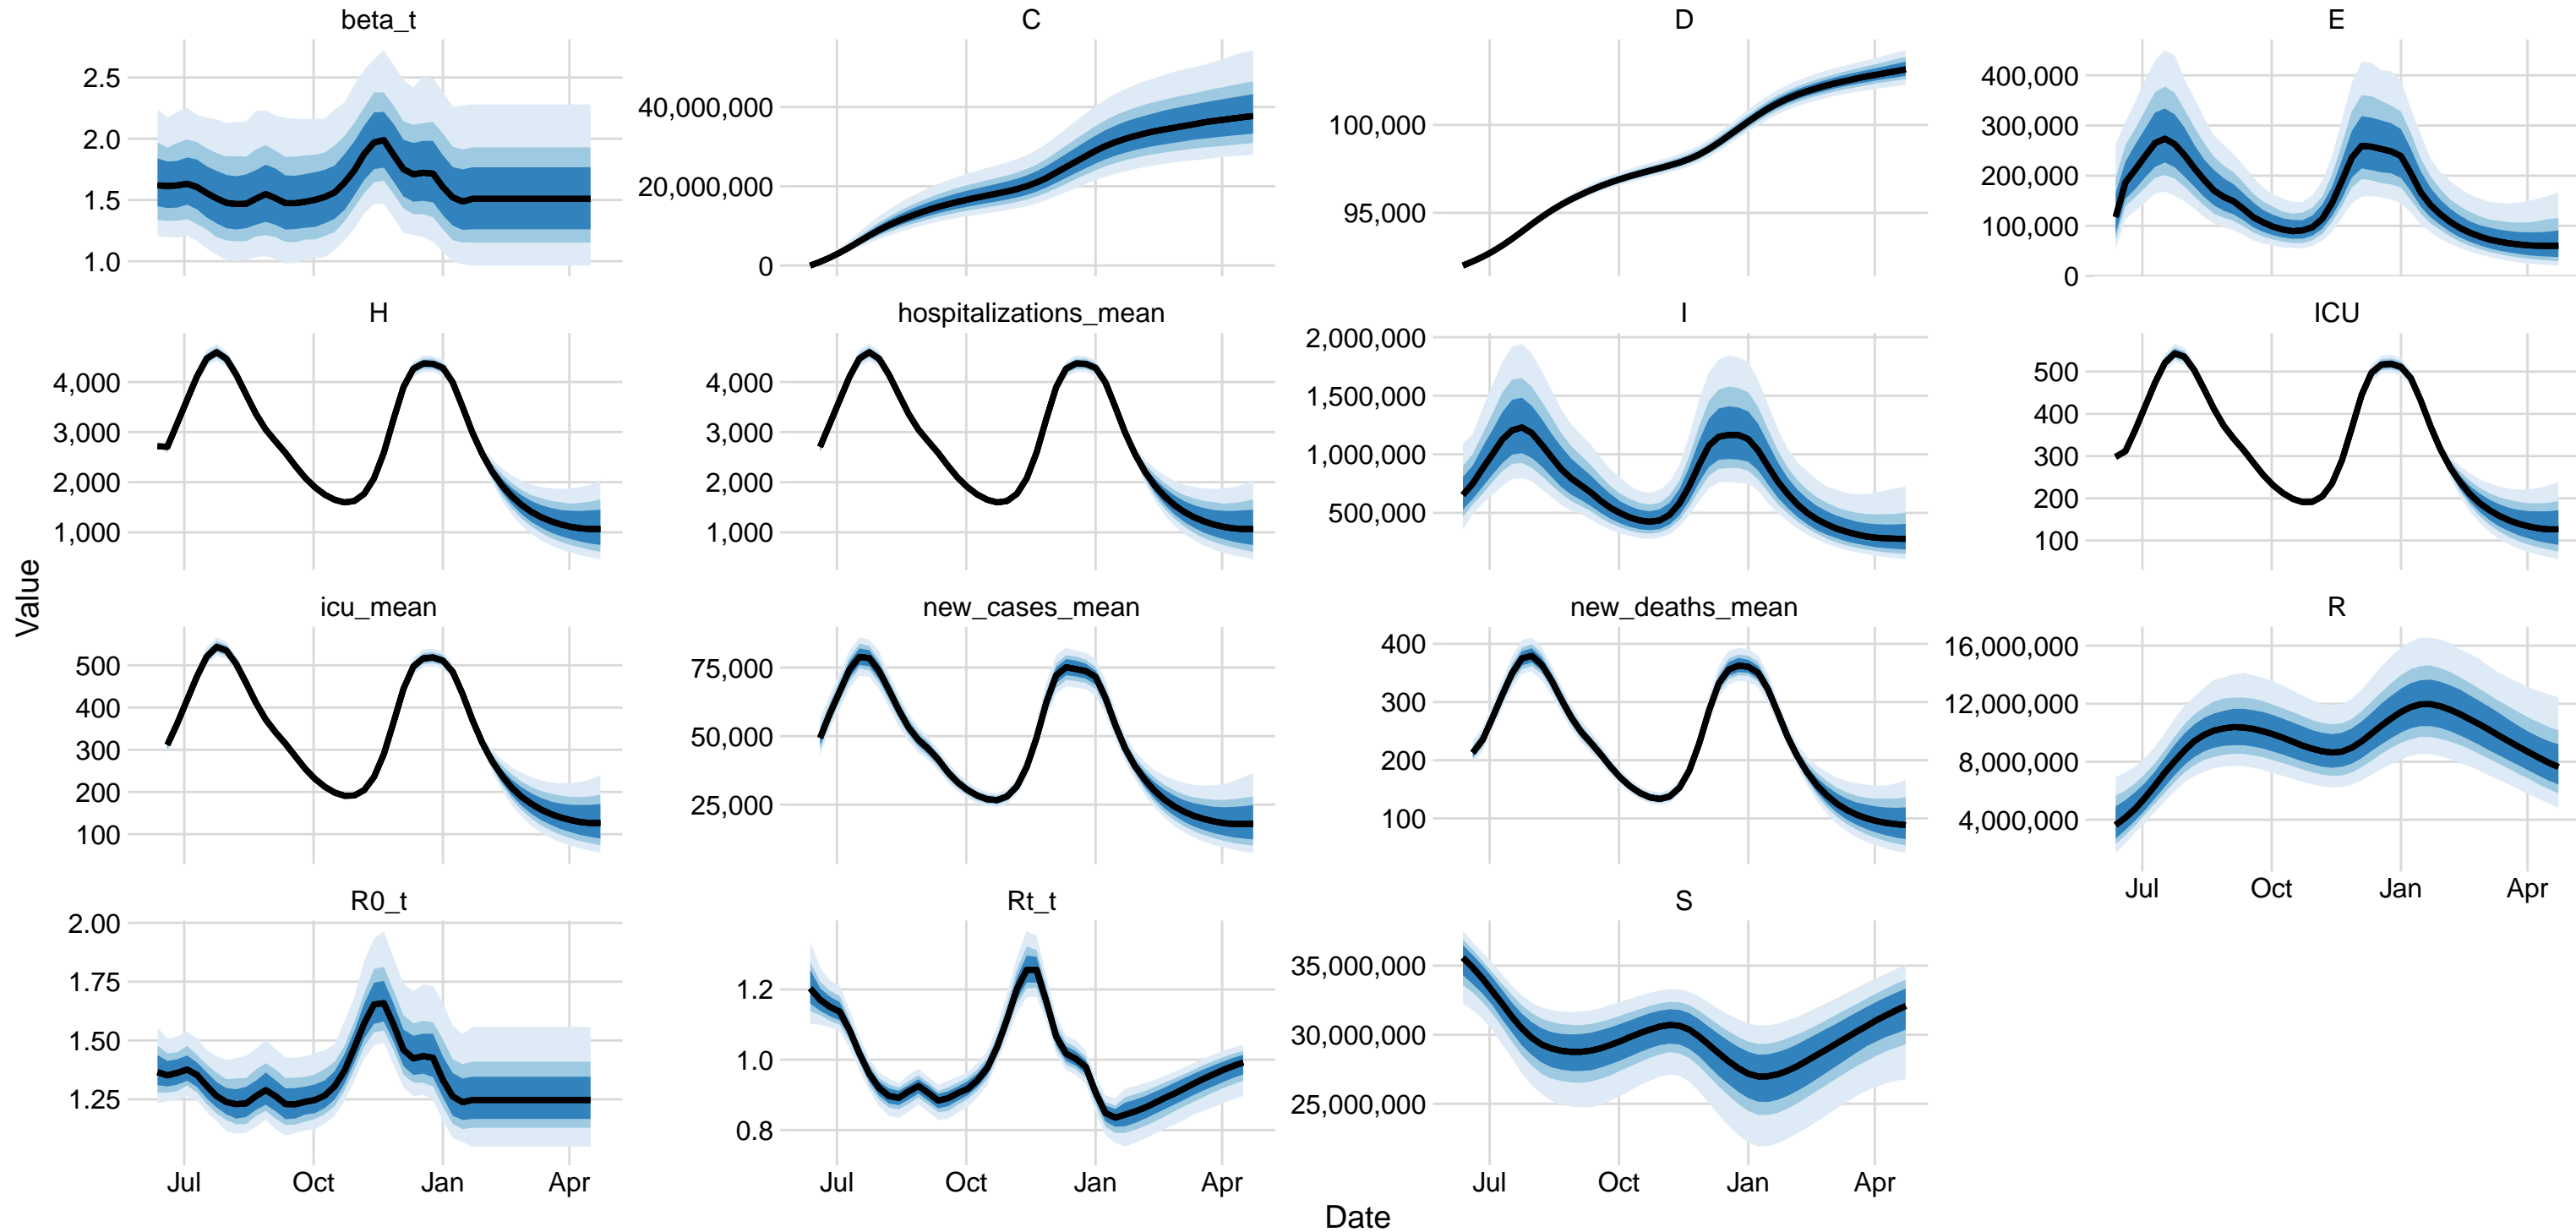 beta_t
C
D
E
2.5
2.0
1.5
1.0
40,000,000
20,000,000
0
100,000
95,000
400,000
300,000
200,000
100,000
0
H
hospitalizations_mean
I
ICU
4,000
3,000
2,000
1,000
4,000
3,000
2,000
1,000
2,000,000
1,500,000
1,000,000
500,000
500
400
300
200
100
Value
icu_mean
new_cases_mean
new_deaths_mean
R
500
400
300
200
100
75,000
50,000
25,000
400
300
200
100
16,000,000
12,000,000
8,000,000
4,000,000
Jul Oct Jan Apr
R0_t
Rt_t
S
2.00
1.75
1.50
1.25
1.2
1.0
0.8
35,000,000
30,000,000
25,000,000
Jul Oct Jan Apr
Jul Oct Jan Apr
Jul Oct Jan Apr
Date